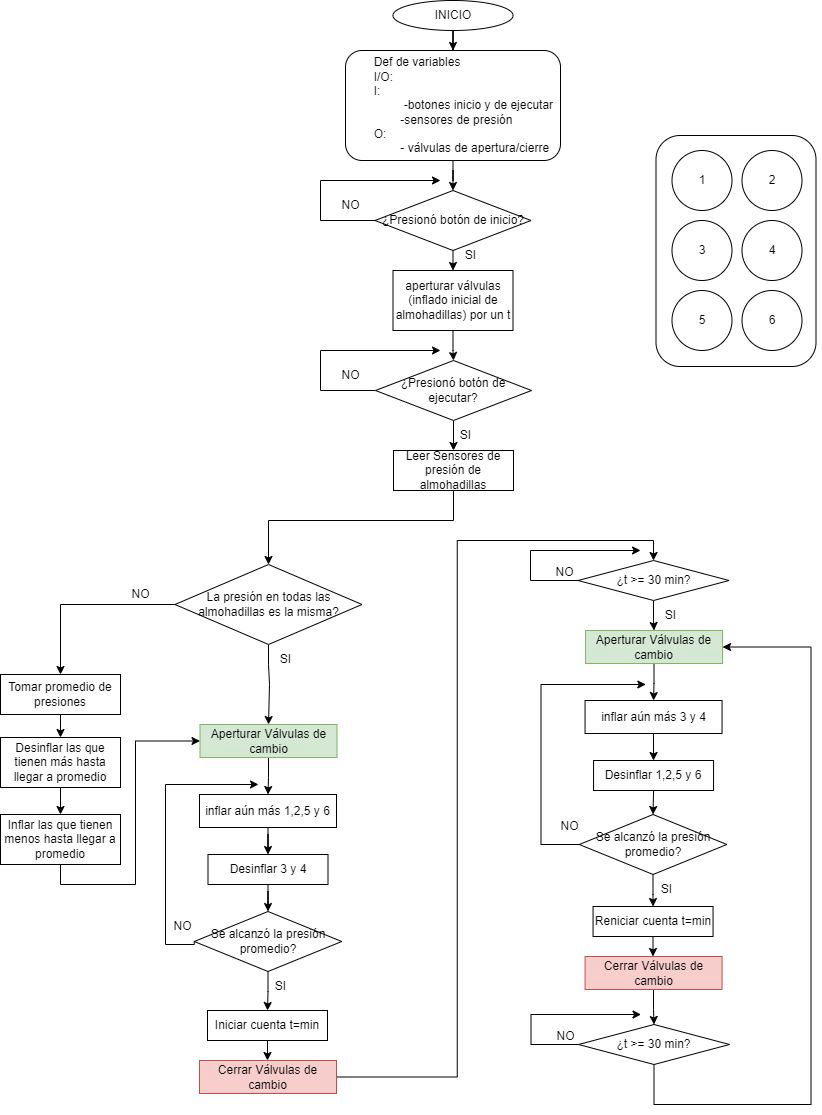 INICIO
Def de variables
I/O:
I:
-botones inicio y de ejecutar
-sensores de presión
O:
- válvulas de apertura/cierre
NO
¿Presionó botón de inicio?
SI
aperturar válvulas
(inflado inicial de
almohadillas) por un t
NO
¿Presionó botón de
ejecutar?
SI
Leer Sensores de
presión de
almohadillas
1
2
3
4
5
6
NO
La presión en todas las
almohadillas es la misma?
SI
Tomar promedio de
presiones
Desinflar las que
tienen más hasta
llegar a promedio
Inflar las que tienen
menos hasta llegar a
promedio
Aperturar Válvulas de
cambio
inflar aún más 1,2,5 y 6
Desinflar 3 y 4
NO
Se alcanzó la presión
promedio?
SI
Iniciar cuenta t=min
Cerrar Válvulas de
cambio
NO
¿t >= 30 min?
SI
Aperturar Válvulas de
cambio
inflar aún más 3 y 4
Desinflar 1,2,5 y 6
NO
Se alcanzó la presión
promedio?
SI
Reniciar cuenta t=min
Cerrar Válvulas de
cambio
NO
¿t >= 30 min?